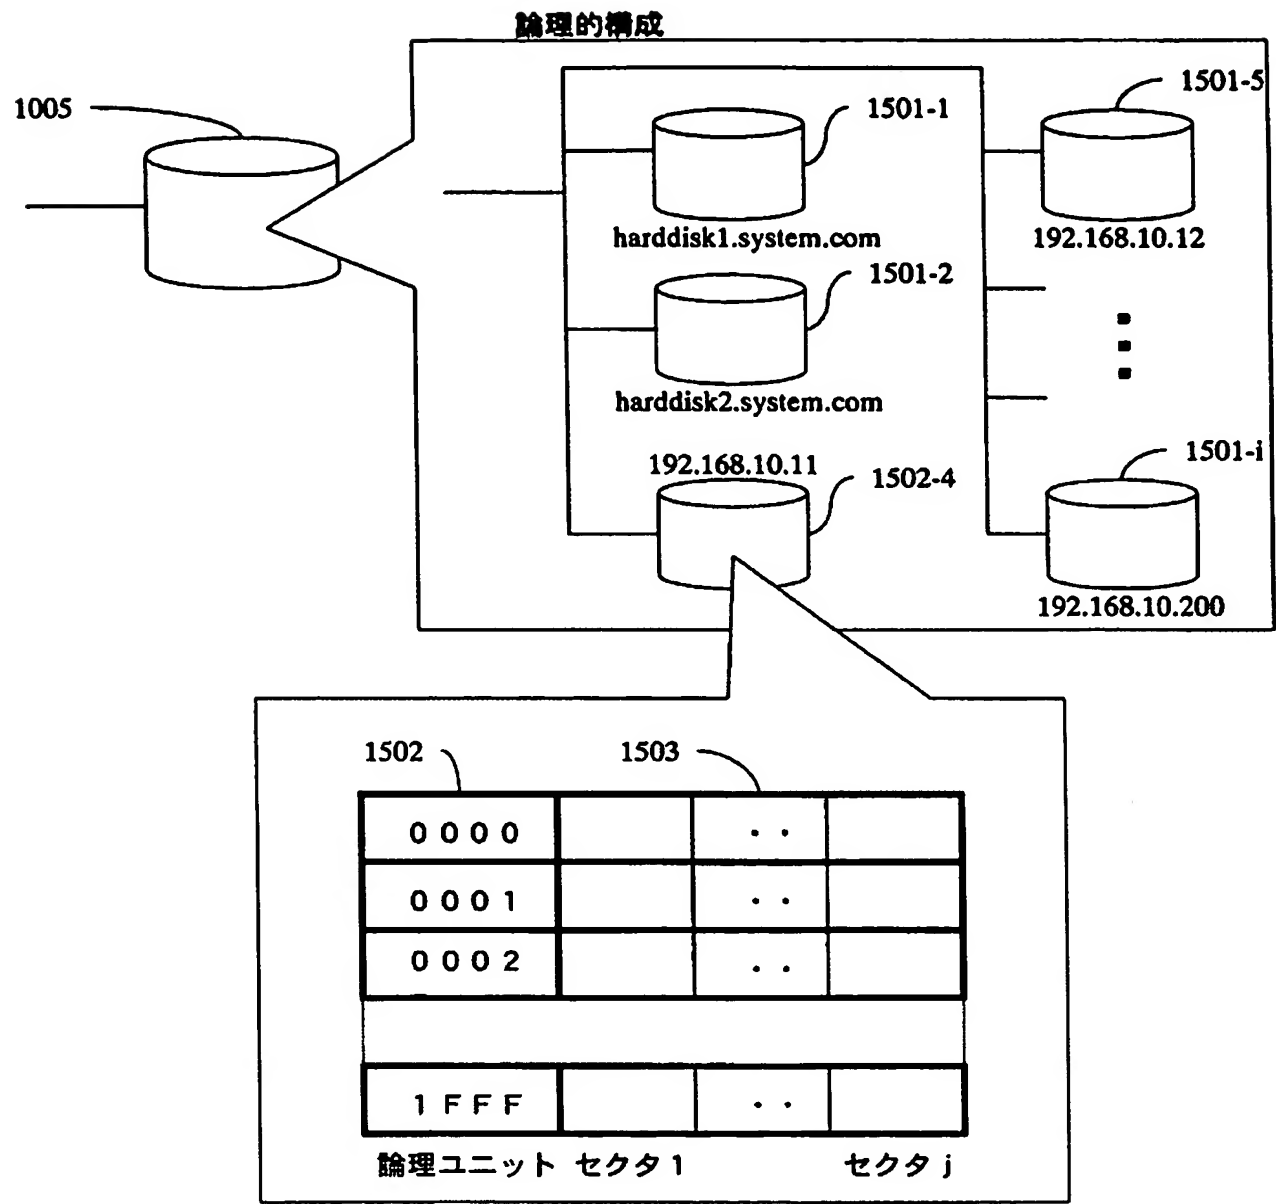 論理的構成
1005
1501-1
1501-5
harddisk1.system.com
192.168.10.12
1501-2
harddisk2.system.com
192.168.10.11
1502-4
1501-i
192.168.10.200
1502
1503
0000
‥
0001
‥
0002
‥
1FFF
‥
論理ユニット セクタ1 セクタj